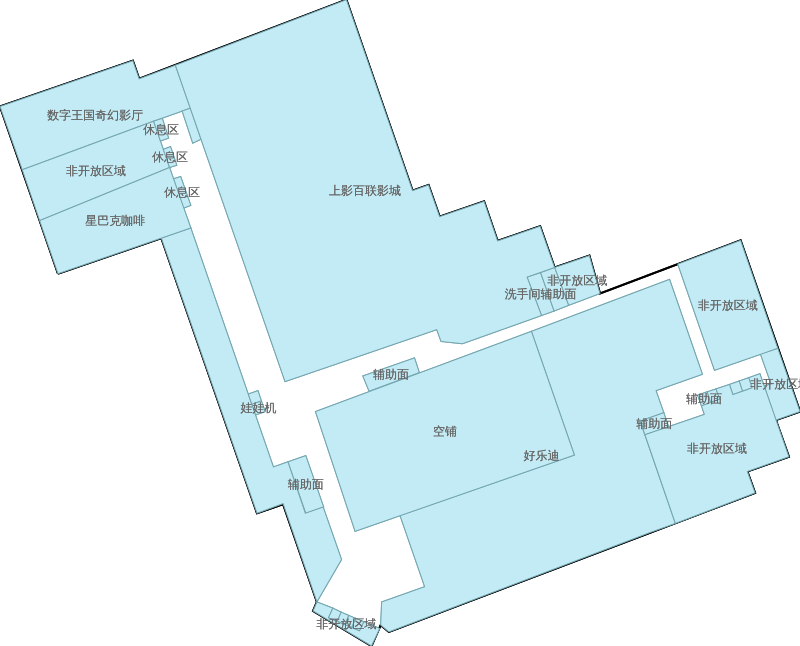 数字王国奇幻影厅
休息区
休息区
非开放区域
休息区
上影百联影城
星巴克咖啡
非开放区域
洗手间辅助面
非开放区域
辅助面
非开放区域
辅助面
娃娃机
辅助面
空铺
非开放区域
好乐迪
辅助面
非开放区域